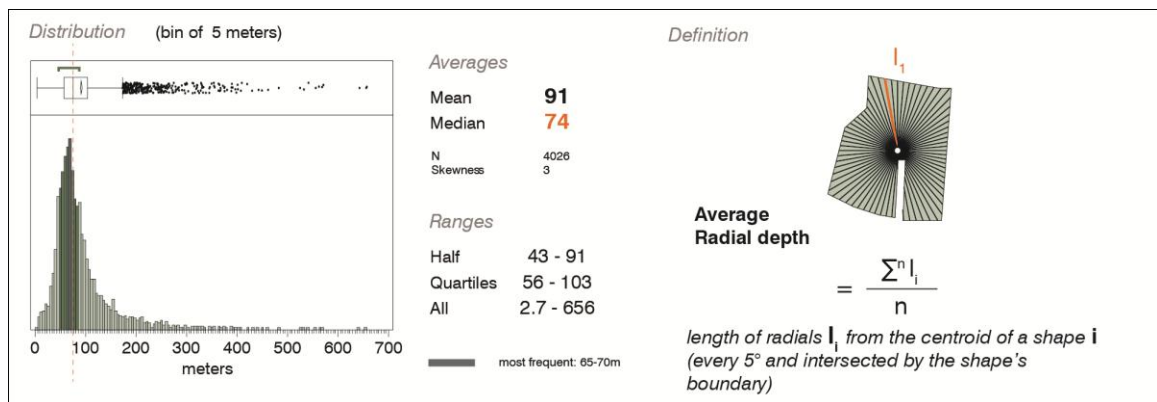 Distribution (bin of 5 meters)
0 100 200 300 400 500 600 700
meters
Averages
Mean 91
Median 74
N 4026
Skewness 3
Ranges
Half 43 - 91
Quartiles 56 - 103
All 2.7 - 656
most frequent: 65-70m
Definition
l1
Average
Radial depth
= ∑ⁿ lᵢ
n
length of radials lᵢ from the centroid of a shape i
(every 5° and intersected by the shape's
boundary)